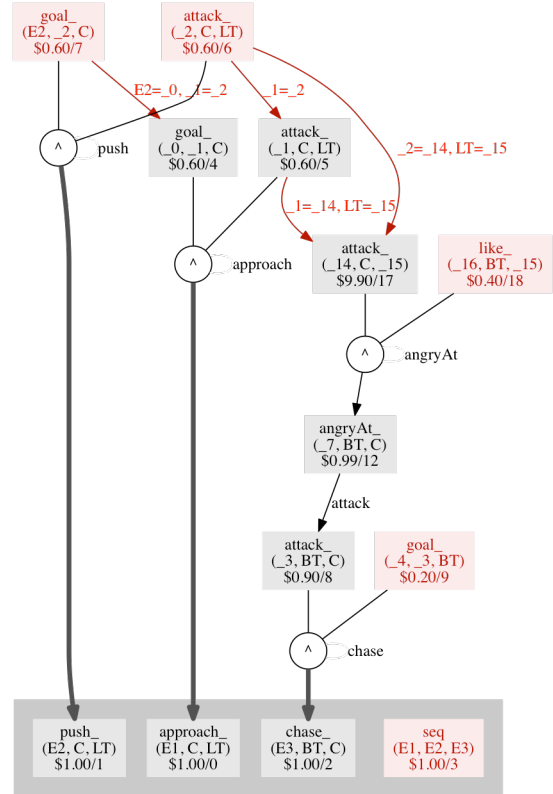 goal_
(E2, _2, C)
$0.60/7
attack_
(_2, C, LT)
$0.60/6
E2=_0, _1=_2
_1=_2
^
push
goal_
(_0, _1, C)
$0.60/4
attack_
(_1, C, LT)
$0.60/5
_2=_14, LT=_15
_1=_14, LT=_15
^
approach
attack_
(_14, C, _15)
$9.90/17
like_
(_16, BT, _15)
$0.40/18
^
angryAt
angryAt_
(_7, BT, C)
$0.99/12
attack
attack_
(_3, BT, C)
$0.90/8
goal_
(_4, _3, BT)
$0.20/9
^
chase
push_
(E2, C, LT)
$1.00/1
approach_
(E1, C, LT)
$1.00/0
chase_
(E3, BT, C)
$1.00/2
seq
(E1, E2, E3)
$1.00/3